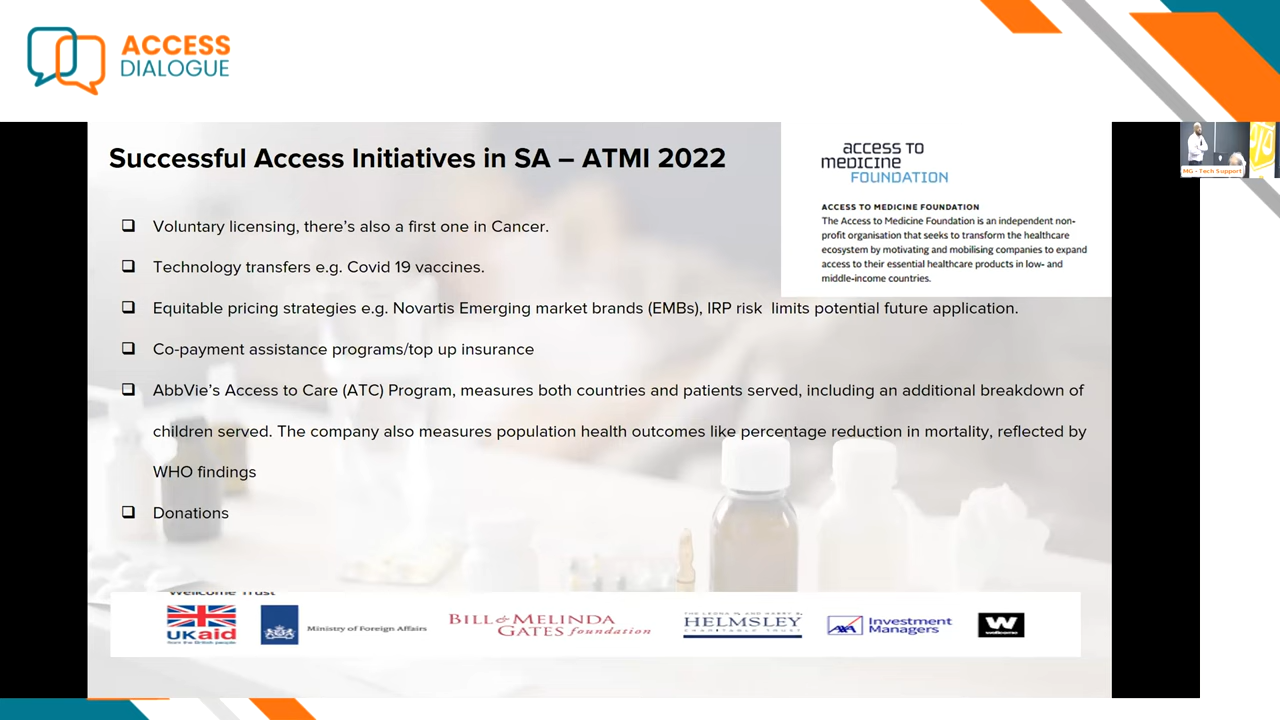 ACCESS
DIALOGUE
Successful Access Initiatives in SA – ATMI 2022
access to
medicine
FOUNDATION
ACCESS TO MEDICINE FOUNDATION
The Access to Medicine Foundation is an independent non-
profit organisation that seeks to transform the healthcare
ecosystem by motivating and mobilising companies to expand
access to their essential healthcare products in low- and
middle-income countries.
Voluntary licensing, there’s also a first one in Cancer.
Technology transfers e.g. Covid 19 vaccines.
Equitable pricing strategies e.g. Novartis Emerging market brands (EMBs), IRP risk  limits potential future application.
Co-payment assistance programs/top up insurance
AbbVie’s Access to Care (ATC) Program, measures both countries and patients served, including an additional breakdown of
children served. The company also measures population health outcomes like percentage reduction in mortality, reflected by
WHO findings
Donations
Wellcome Trust
UKaid
from the British people
Ministry of Foreign Affairs
BILL & MELINDA
GATES foundation
HELMSLEY
CHARITABLE TRUST
AXA Investment
Managers
W
wellcome
MG - Tech Support